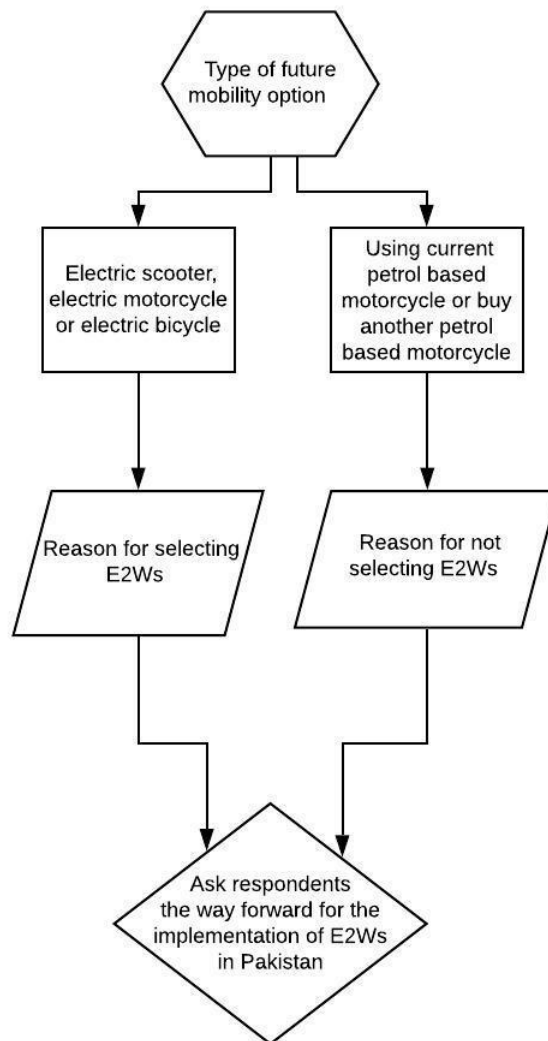 Type of future
mobility option
Electric scooter,
electric motorcycle
or electric bicycle
Using current
petrol based
motorcycle or buy
another petrol
based motorcycle
Reason for selecting
E2Ws
Reason for not
selecting E2Ws
Ask respondents
the way forward for the
implementation of E2Ws
in Pakistan